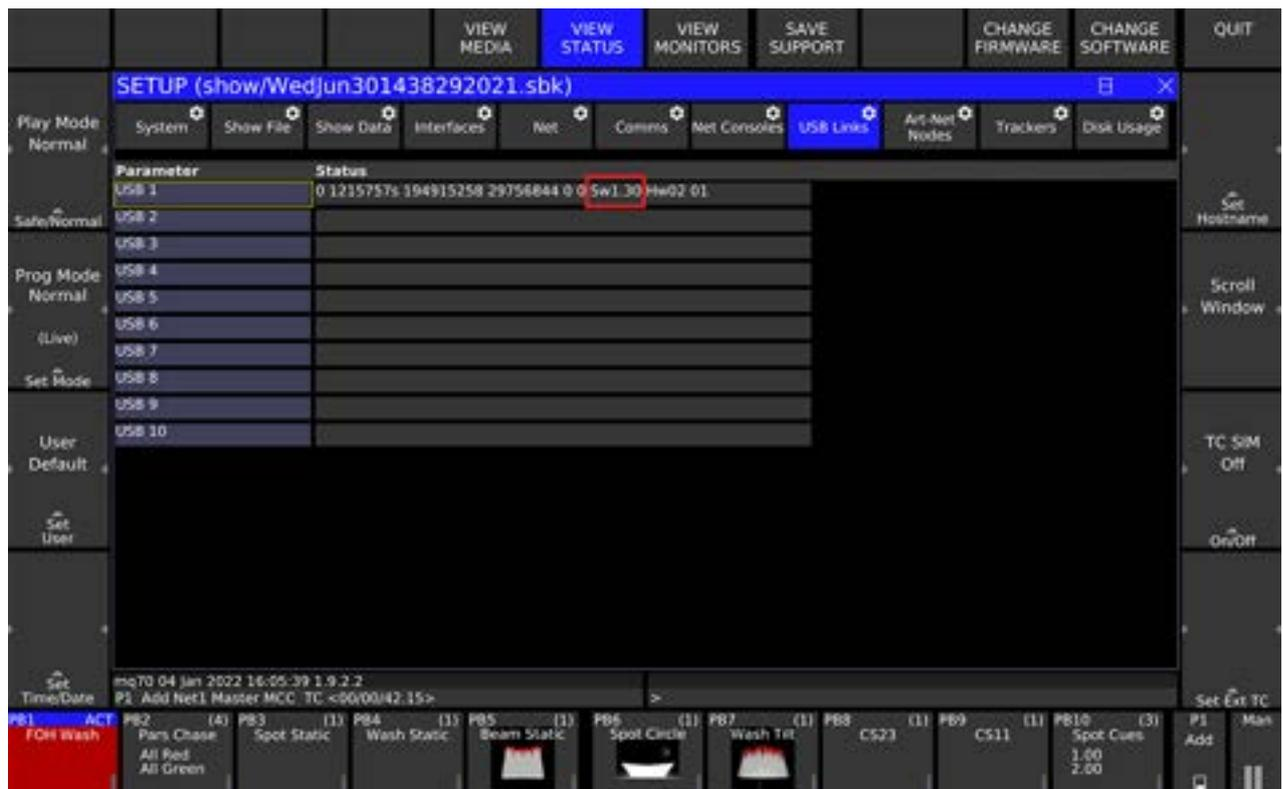 VIEW MEDIA
VIEW STATUS
VIEW MONITORS
SAVE SUPPORT
CHANGE FIRMWARE
CHANGE SOFTWARE
QUIT
SETUP (show/WedJun301438292021.sbk)
System
Show File
Show Data
Interfaces
Net
Comms
Net Consoles
USB Links
Art-Net Nodes
Trackers
Disk Usage
Parameter Status
USB 1 0 1215757s 194915258 29756844 0 0 Sw1.30 Hw02 01
USB 2
USB 3
USB 4
USB 5
USB 6
USB 7
USB 8
USB 9
USB 10
Play Mode
Normal
Safe/Normal
Prog Mode
Normal
(Live)
Set Mode
User
Default
Set
User
Set
Time/Date
Set
Hostname
Scroll
Window
TC SIM
Off
On/Off
Set Ext TC
mq70 04 Jan 2022 16:05:39 1.9.2.2
P1 Add Net1 Master MCC TC <00/00/42.15>
>
PB1 ACT
FOH Wash
PB2 (4)
Pars Chase
All Red
All Green
PB3 (1)
Spot Static
PB4 (1)
Wash Static
PB5 (1)
Beam Static
PB6 (1)
Spot Circle
PB7 (1)
Wash Tilt
PB8 (1)
CS23
PB9 (1)
CS11
PB10 (3)
Spot Cues
1.00
2.00
P1 Man
Add